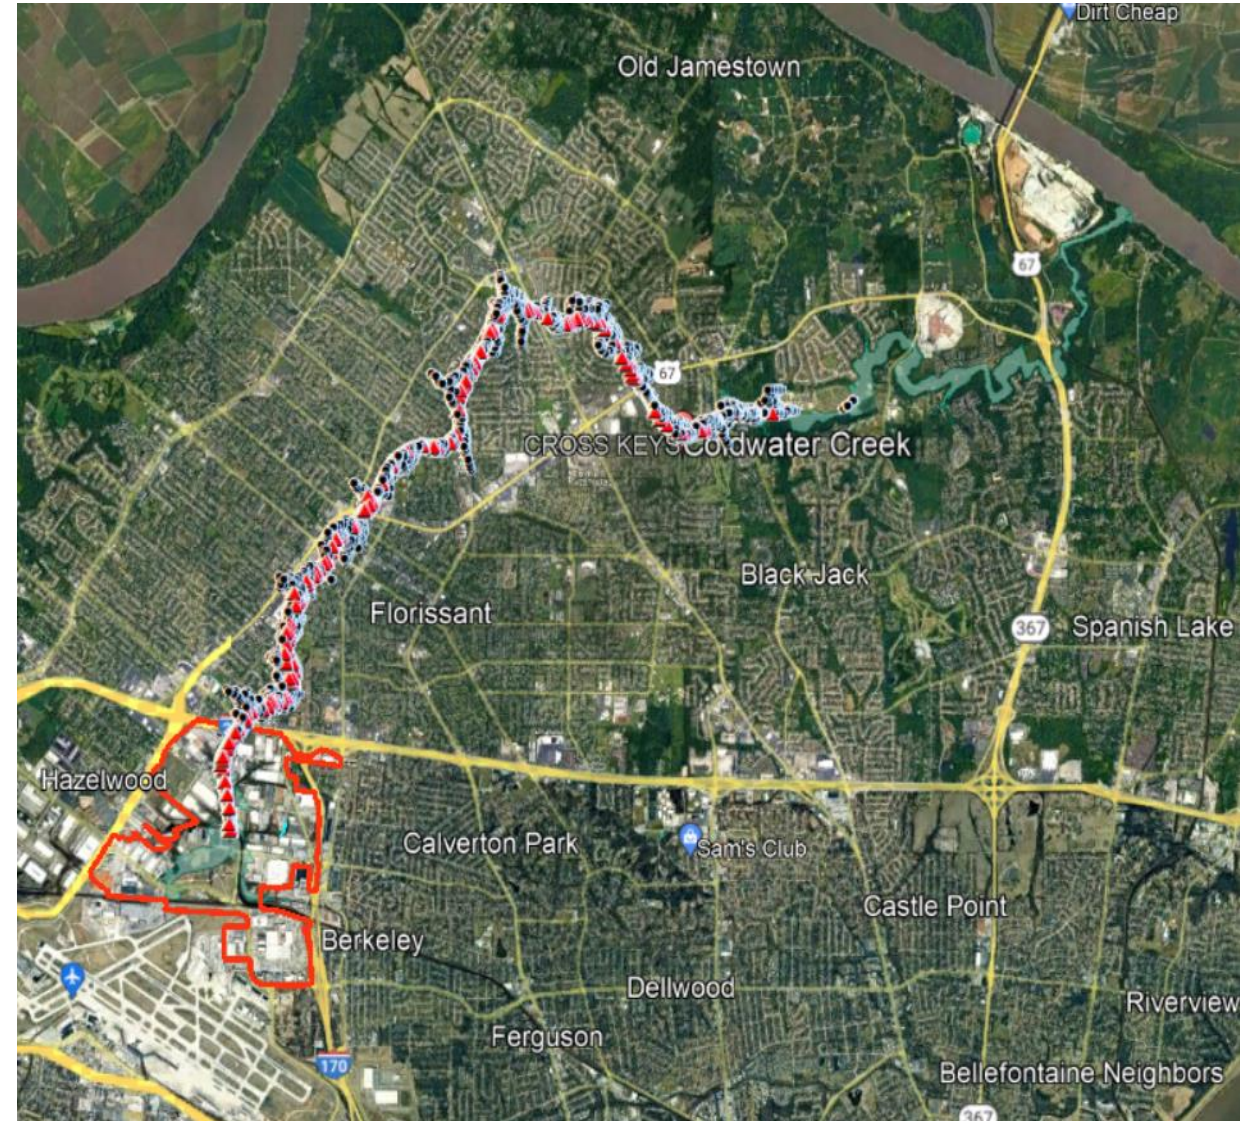 Dirt Cheap
Old Jamestown
67
67
CROSS KEYS
Coldwater Creek
Black Jack
Florissant
367
Spanish Lake
Hazelwood
Calverton Park
Sam's Club
Castle Point
Berkeley
Dellwood
Riverview
Ferguson
170
Bellefontaine Neighbors
367